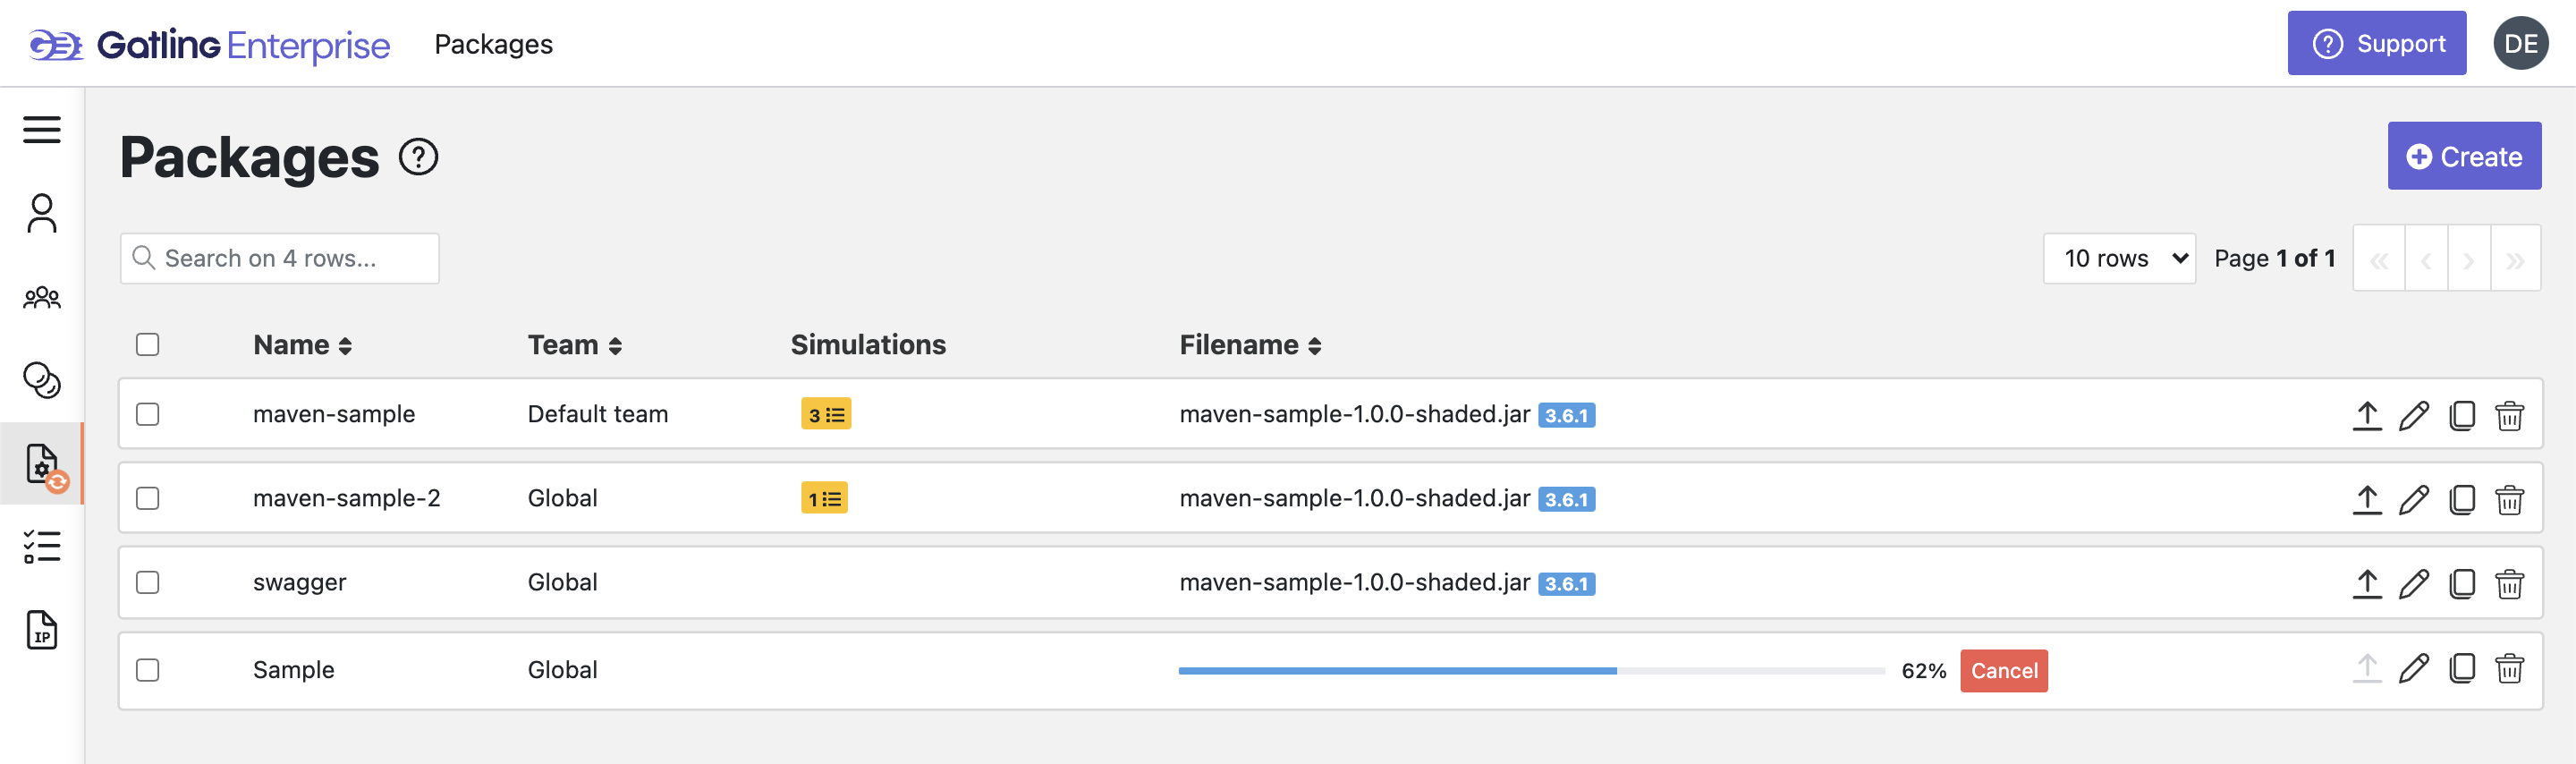 Gatling Enterprise Packages Support DE
Packages ? Create
Search on 4 rows... 10 rows Page 1 of 1 « ‹ › »
Name Team Simulations Filename
maven-sample Default team 3 maven-sample-1.0.0-shaded.jar 3.6.1
maven-sample-2 Global 1 maven-sample-1.0.0-shaded.jar 3.6.1
swagger Global maven-sample-1.0.0-shaded.jar 3.6.1
Sample Global 62% Cancel
IP